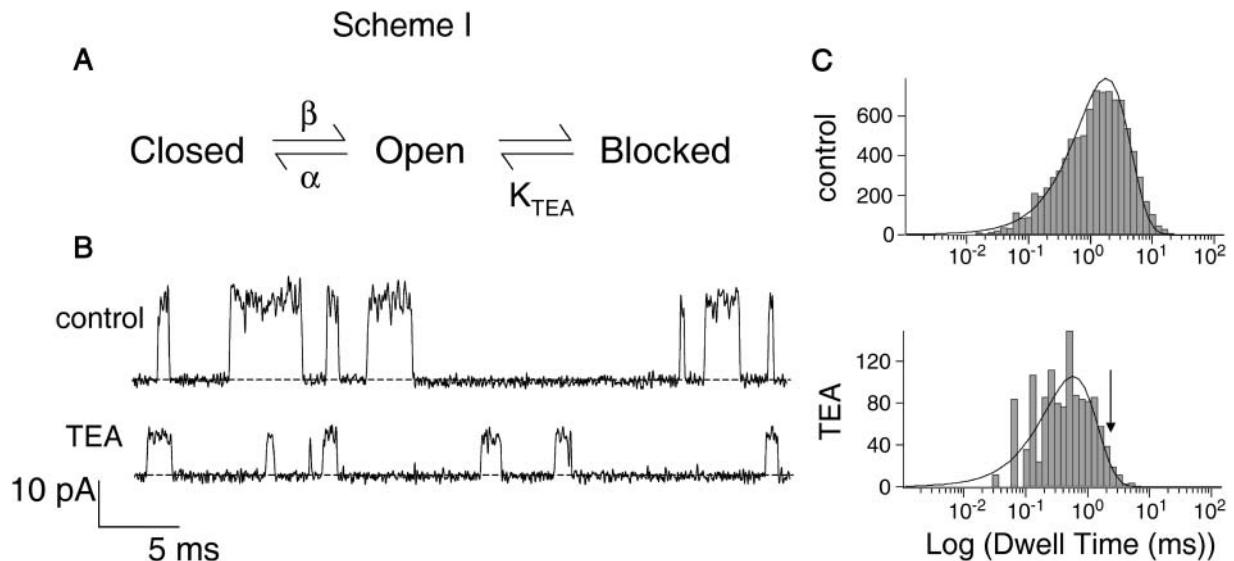 Scheme I
A
β
Closed
Open
Blocked
α
K_TEA
B
control
TEA
10 pA
5 ms
C
control
600
400
200
0
10^-2 10^-1 10^0 10^1 10^2
TEA
120
80
40
0
10^-2 10^-1 10^0 10^1 10^2
Log (Dwell Time (ms))